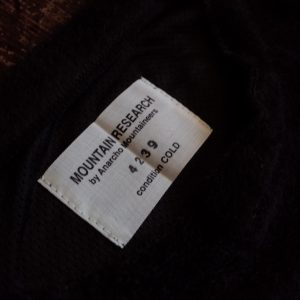 MOUNTAIN RESEARCH
by Anarcho Mountaineers
4239
condition COLD